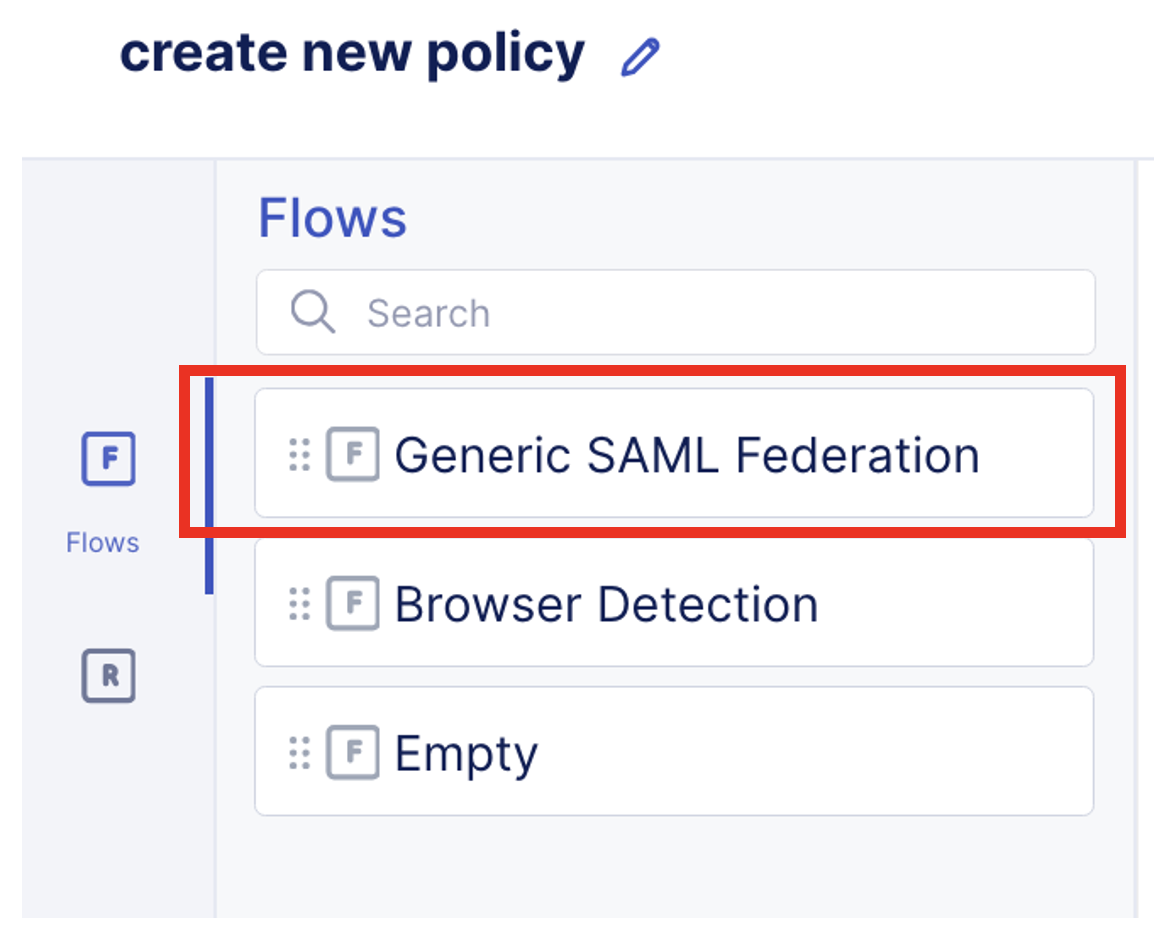 create new policy
Flows
Search
F
Flows
F Generic SAML Federation
F Browser Detection
R
F Empty